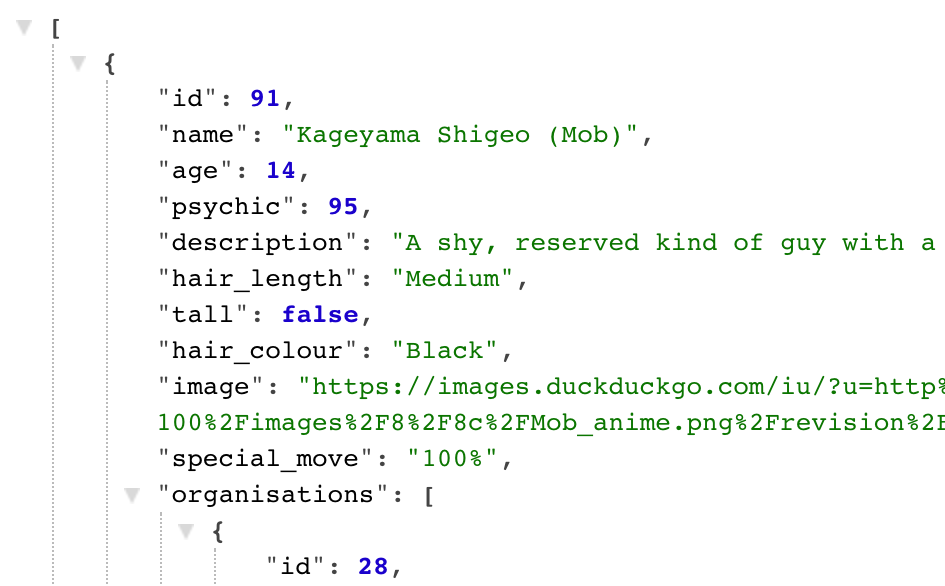 [
{
"id": 91,
"name": "Kageyama Shigeo (Mob)",
"age": 14,
"psychic": 95,
"description": "A shy, reserved kind of guy with a
"hair_length": "Medium",
"tall": false,
"hair_colour": "Black",
"image": "https://images.duckduckgo.com/iu/?u=http%
100%2Fimages%2F8%2F8c%2FMob_anime.png%2Frevision%2F
"special_move": "100%",
"organisations": [
{
"id": 28,